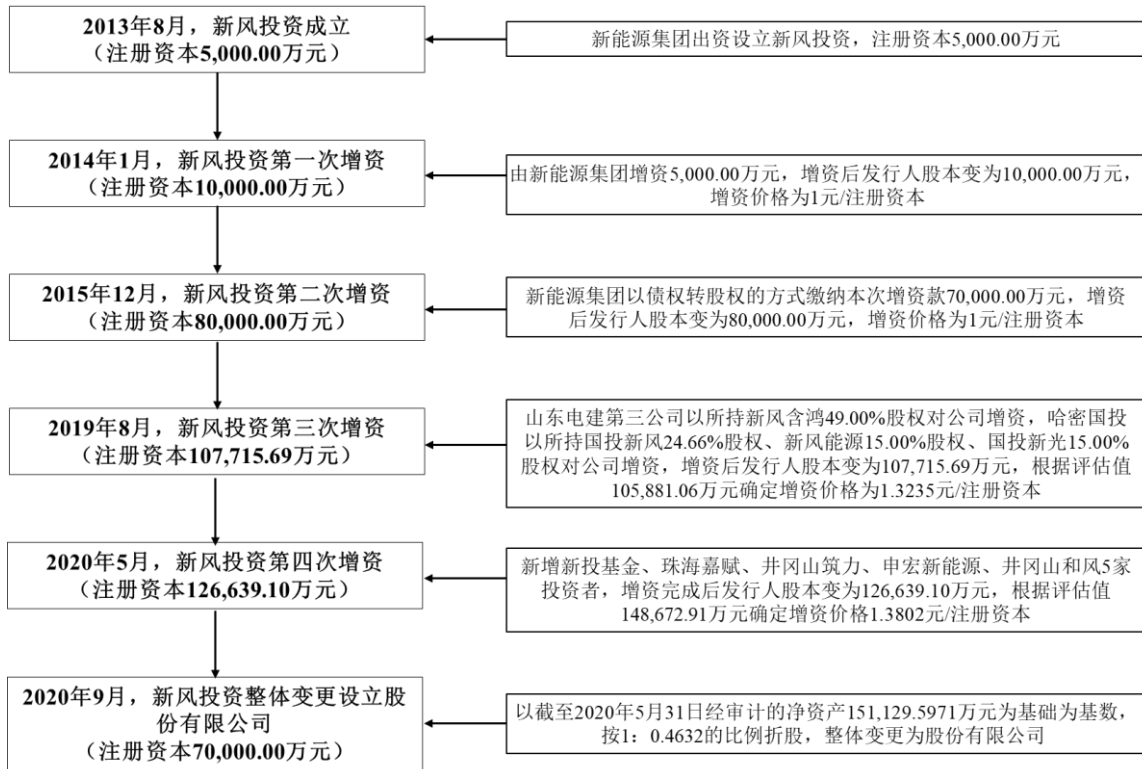 2013年8月，新风投资成立
（注册资本5,000.00万元）
新能源集团出资设立新风投资，注册资本5,000.00万元
2014年1月，新风投资第一次增资
（注册资本10,000.00万元）
由新能源集团增资5,000.00万元，增资后发行人股本变为10,000.00万元，
增资价格为1元/注册资本
2015年12月，新风投资第二次增资
（注册资本80,000.00万元）
新能源集团以债权转股权的方式缴纳本次增资款70,000.00万元，增资
后发行人股本变为80,000.00万元，增资价格为1元/注册资本
2019年8月，新风投资第三次增资
（注册资本107,715.69万元）
山东电建第三公司以所持新风含鸿49.00%股权对公司增资，哈密国投
以所持国投新风24.66%股权、新风能源15.00%股权、国投新光15.00%
股权对公司增资，增资后发行人股本变为107,715.69万元，根据评估值
105,881.06万元确定增资价格为1.3235元/注册资本
2020年5月，新风投资第四次增资
（注册资本126,639.10万元）
新增新投基金、珠海嘉赋、井冈山筑力、申宏新能源、井冈山和风5家
投资者，增资完成后发行人股本变为126,639.10万元，根据评估值
148,672.91万元确定增资价格1.3802元/注册资本
2020年9月，新风投资整体变更设立股
份有限公司
（注册资本70,000.00万元）
以截至2020年5月31日经审计的净资产151,129.5971万元为基础为基数，
按1：0.4632的比例折股，整体变更为股份有限公司